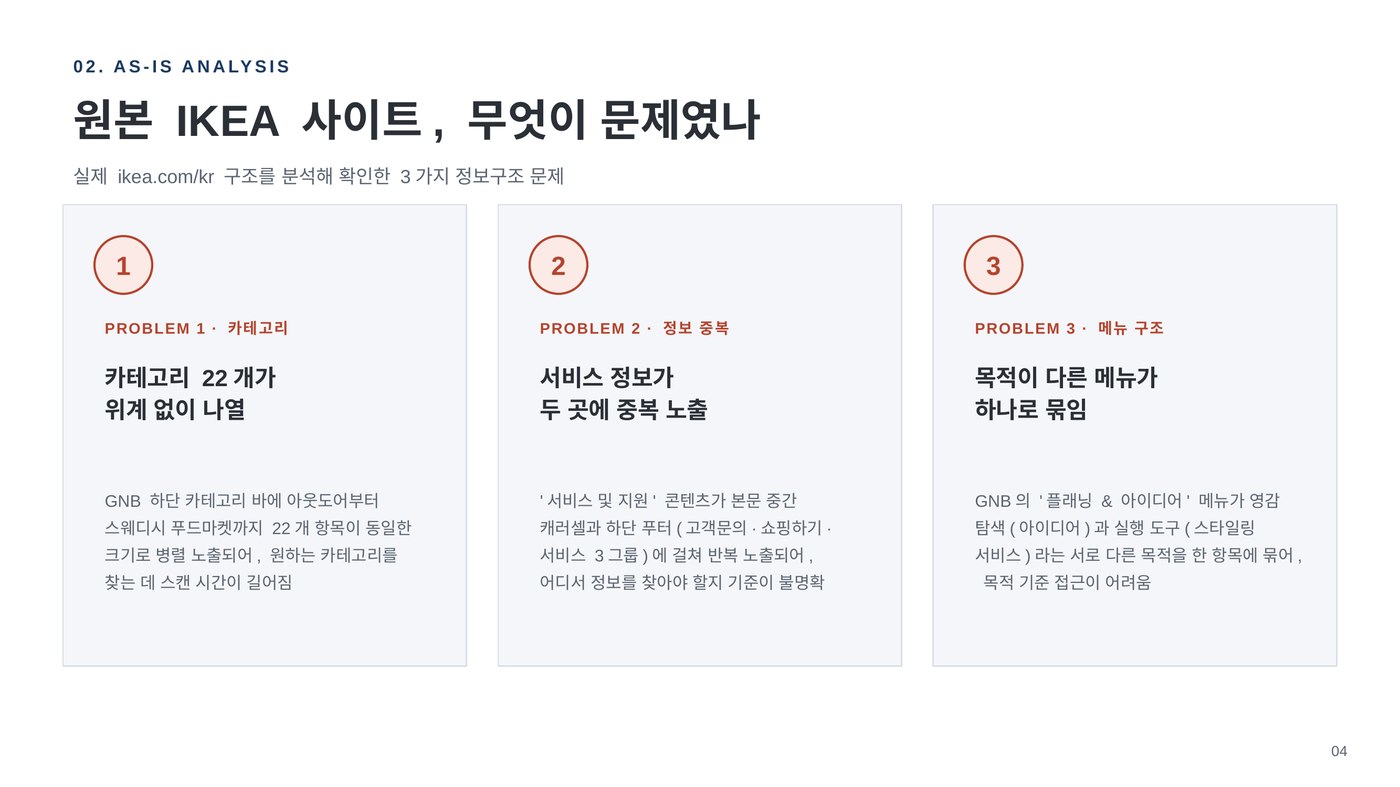 02. AS-IS ANALYSIS
원본 IKEA 사이트, 무엇이 문제였나
실제 ikea.com/kr 구조를 분석해 확인한 3가지 정보구조 문제
1
PROBLEM 1 · 카테고리
카테고리 22개가
위계 없이 나열
GNB 하단 카테고리 바에 아웃도어부터
스웨디시 푸드마켓까지 22개 항목이 동일한
크기로 병렬 노출되어, 원하는 카테고리를
찾는 데 스캔 시간이 길어짐
2
PROBLEM 2 · 정보 중복
서비스 정보가
두 곳에 중복 노출
'서비스 및 지원' 콘텐츠가 본문 중간
캐러셀과 하단 푸터(고객문의·쇼핑하기·
서비스 3그룹)에 걸쳐 반복 노출되어,
어디서 정보를 찾아야 할지 기준이 불명확
3
PROBLEM 3 · 메뉴 구조
목적이 다른 메뉴가
하나로 묶임
GNB의 '플래닝 & 아이디어' 메뉴가 영감
탐색(아이디어)과 실행 도구(스타일링
서비스)라는 서로 다른 목적을 한 항목에 묶어,
목적 기준 접근이 어려움
04